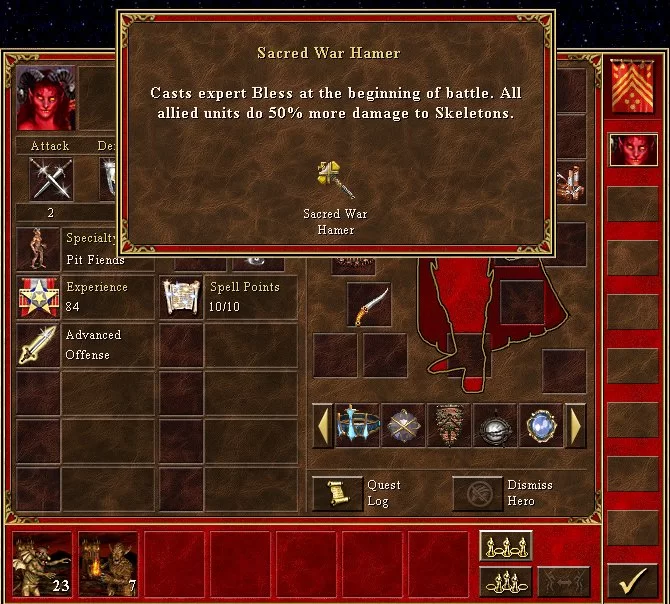 Sacred War Hamer
Casts expert Bless at the beginning of battle. All
allied units do 50% more damage to Skeletons.
Sacred War
Hamer
Attack
De
2
Specialty
Pit Fiends
Experience
84
Spell Points
10/10
Advanced
Offense
Quest
Log
Dismiss
Hero
23
7